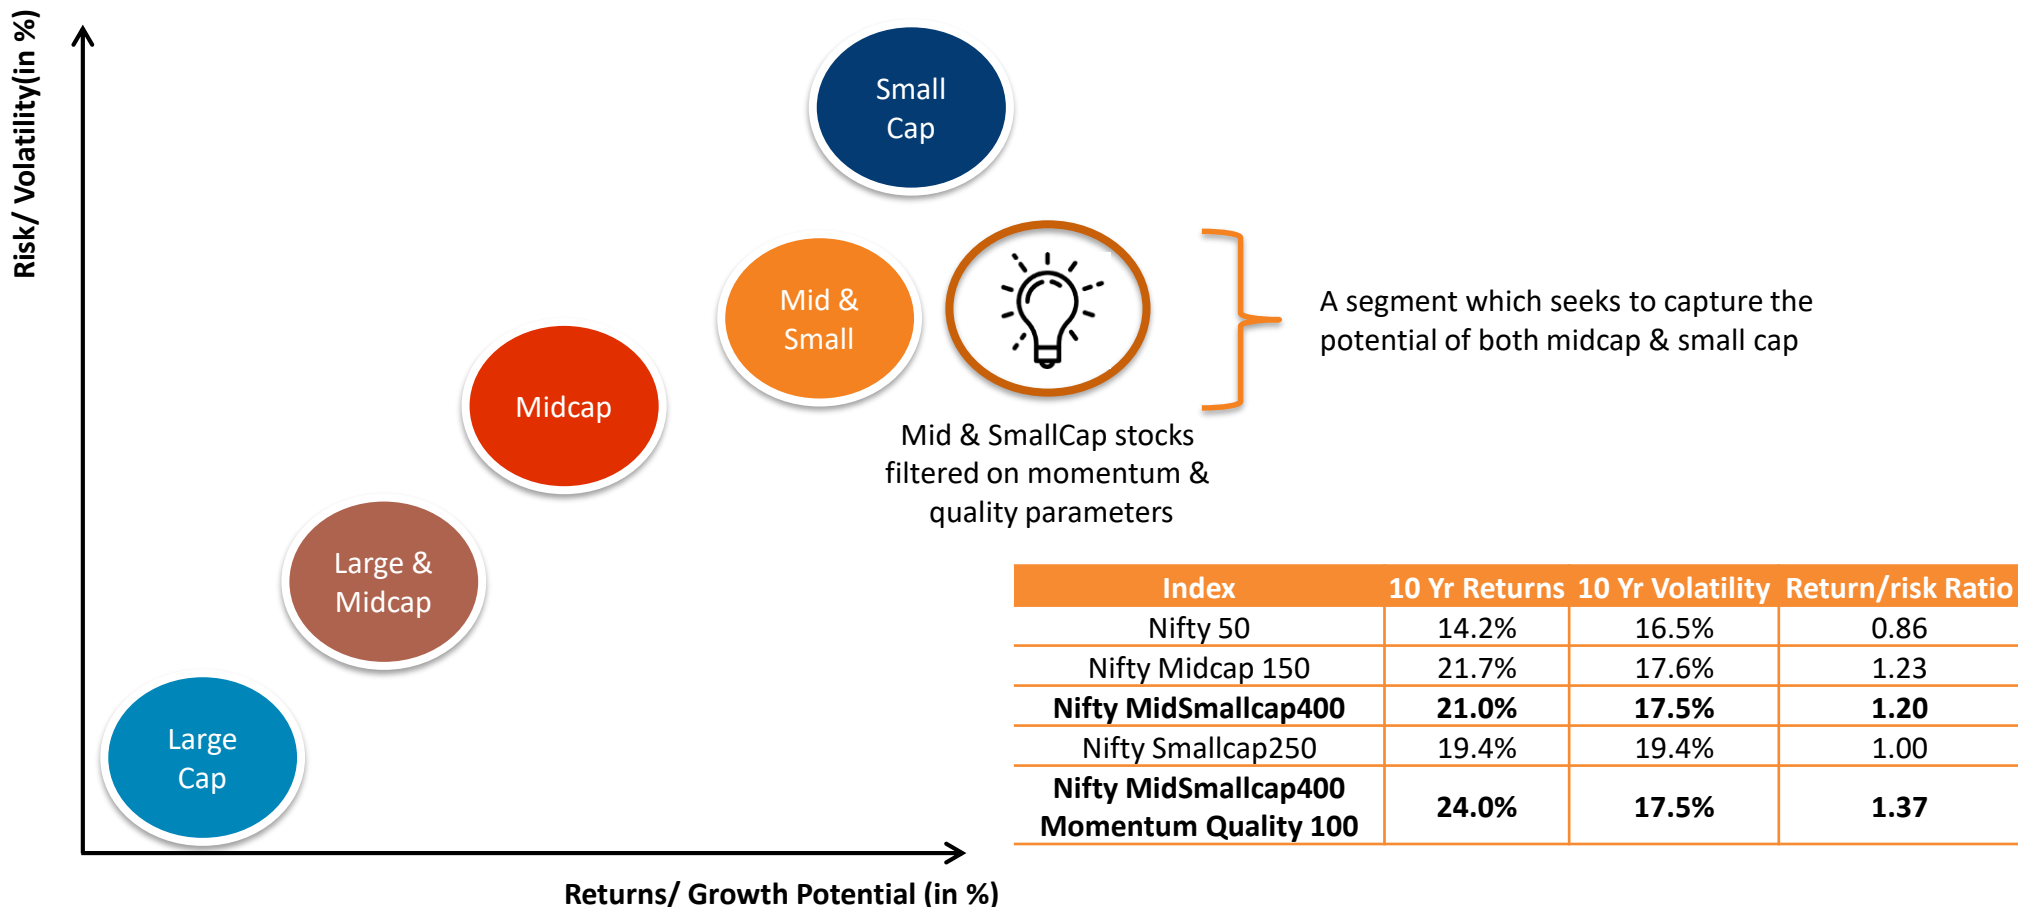 Risk/ Volatility(in %)
Small
Cap
Mid &
Small
A segment which seeks to capture the
potential of both midcap & small cap
Midcap
Mid & SmallCap stocks
filtered on momentum &
quality parameters
Large &
Midcap
Large
Cap
Returns/ Growth Potential (in %)
Index 10 Yr Returns 10 Yr Volatility Return/risk Ratio
Nifty 50 14.2% 16.5% 0.86
Nifty Midcap 150 21.7% 17.6% 1.23
Nifty MidSmallcap400 21.0% 17.5% 1.20
Nifty Smallcap250 19.4% 19.4% 1.00
Nifty MidSmallcap400
Momentum Quality 100 24.0% 17.5% 1.37